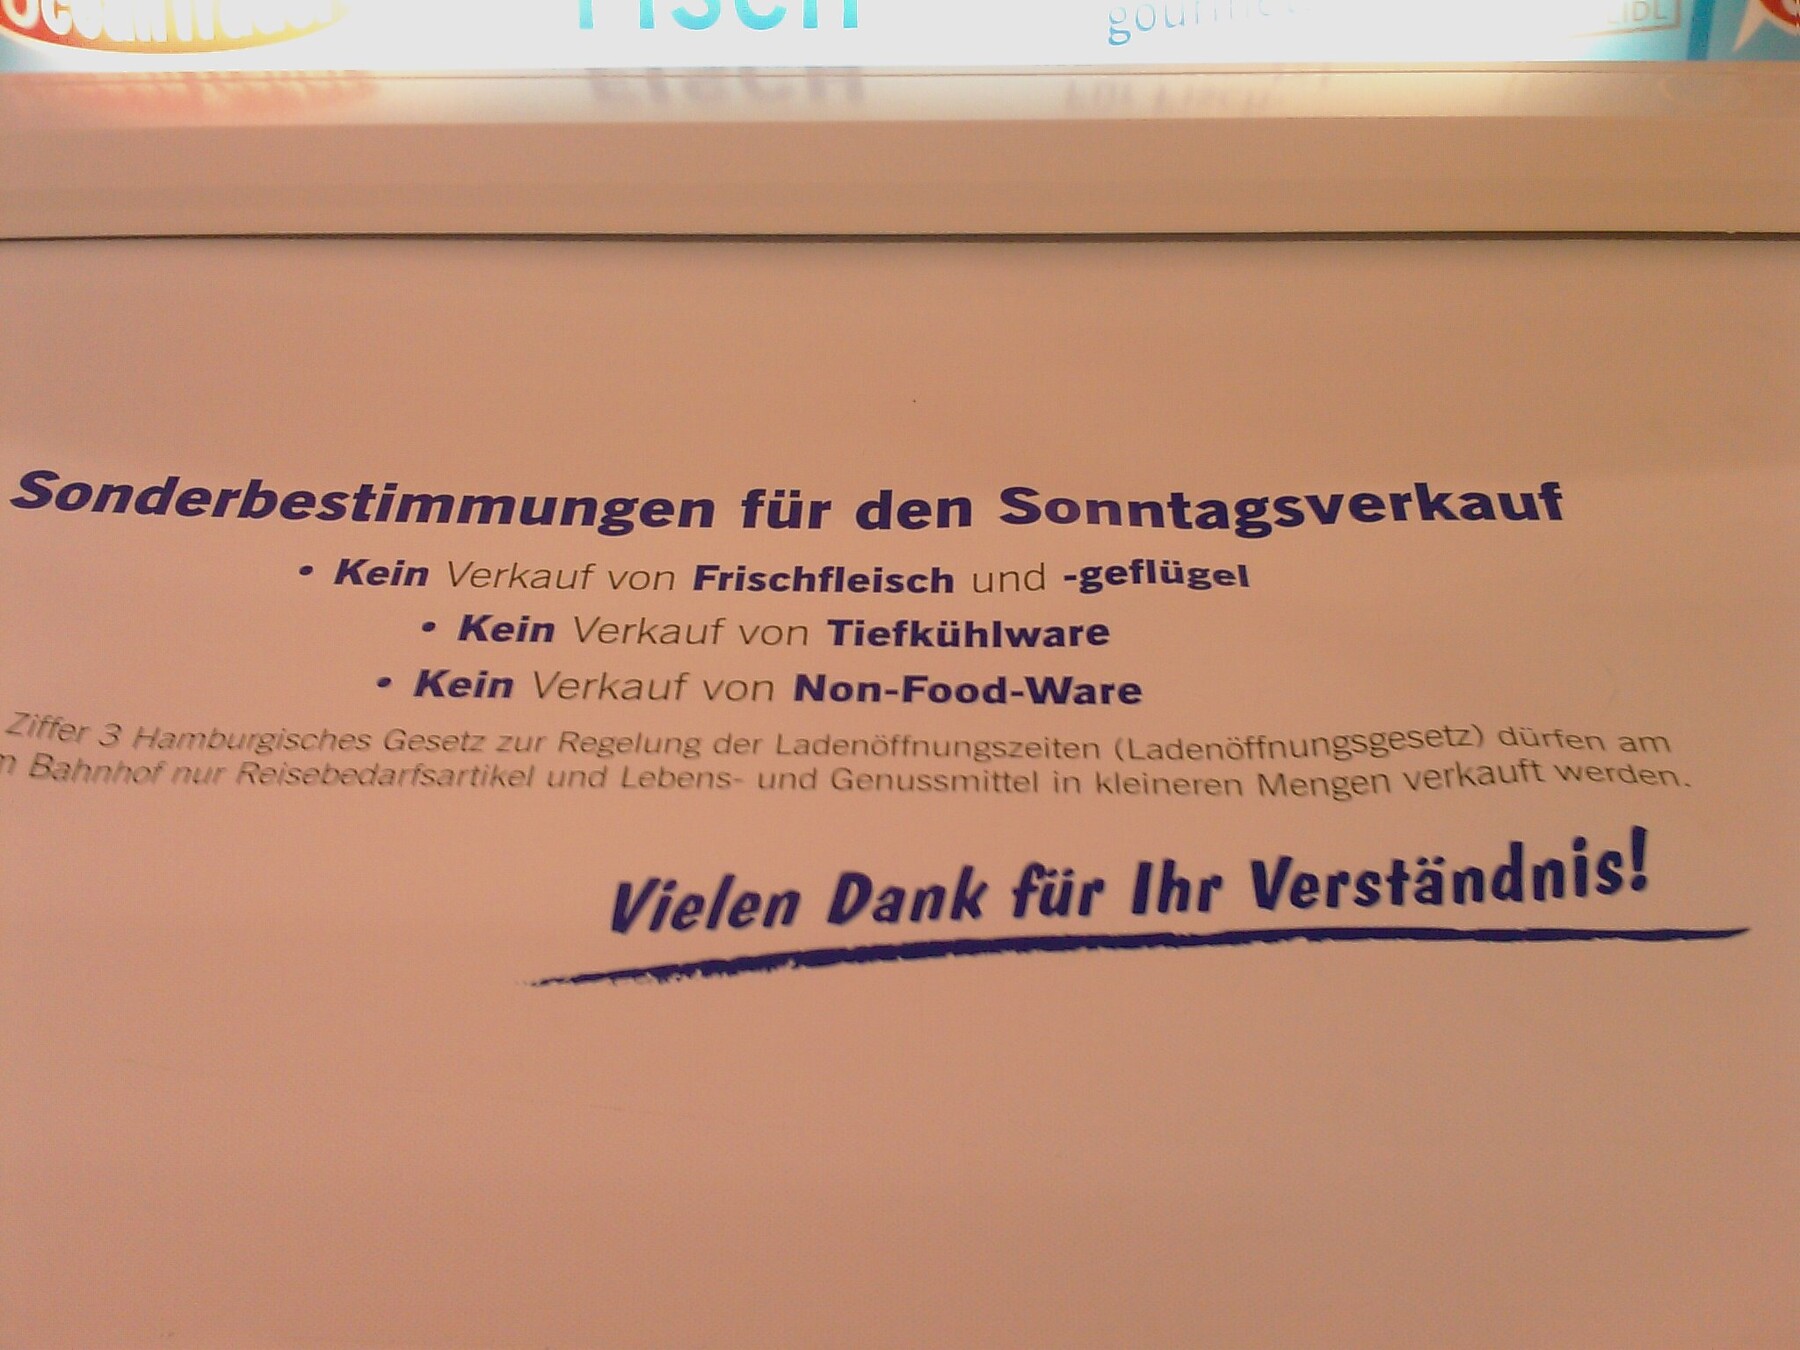 Fisch
Sonderbestimmungen für den Sonntagsverkauf
• Kein Verkauf von Frischfleisch und -geflügel
• Kein Verkauf von Tiefkühlware
• Kein Verkauf von Non-Food-Ware
Ziffer 3 Hamburgisches Gesetz zur Regelung der Ladenöffnungszeiten (Ladenöffnungsgesetz) dürfen am
Bahnhof nur Reisebedarfsartikel und Lebens- und Genussmittel in kleineren Mengen verkauft werden.
Vielen Dank für Ihr Verständnis!